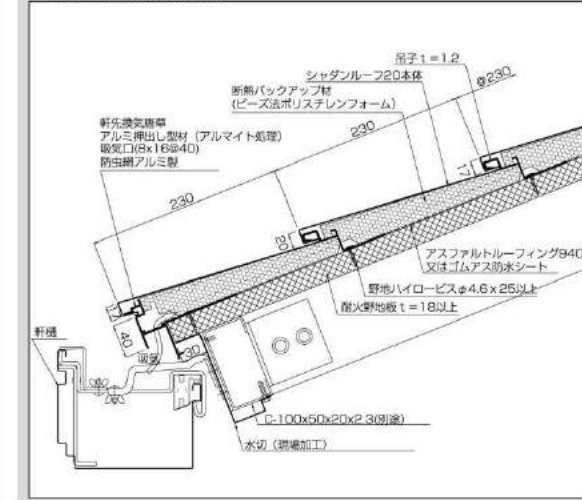 吊子t=1.2
シャダンルーフ20本体
@230
断熱バックアップ材
(ビーズ法ポリスチレンフォーム)
230
軒先換気唐草
アルミ押出し型材（アルマイト処理）
吸気口(8x16@40)
防虫網アルミ製
17
230
20
アスファルトルーフィング940
又はゴムアス防水シート
野地ハイロービスφ4.6x25以上
耐火野地板t=18以上
17
40
軒樋
吸気
30
C-100x50x20x2.3(別途)
水切（現場加工）